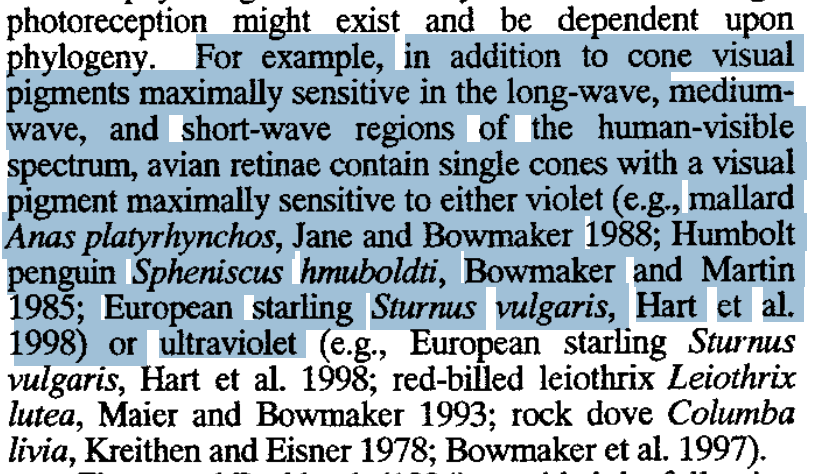 photoreception might exist and be dependent upon
phylogeny. For example, in addition to cone visual
pigments maximally sensitive in the long-wave, medium-
wave, and short-wave regions of the human-visible
spectrum, avian retinae contain single cones with a visual
pigment maximally sensitive to either violet (e.g., mallard
Anas platyrhynchos, Jane and Bowmaker 1988; Humbolt
penguin Spheniscus hmuboldti, Bowmaker and Martin
1985; European starling Sturnus vulgaris, Hart et al.
1998) or ultraviolet (e.g., European starling Sturnus
vulgaris, Hart et al. 1998; red-billed leiothrix Leiothrix
lutea, Maier and Bowmaker 1993; rock dove Columba
livia, Kreithen and Eisner 1978; Bowmaker et al. 1997).